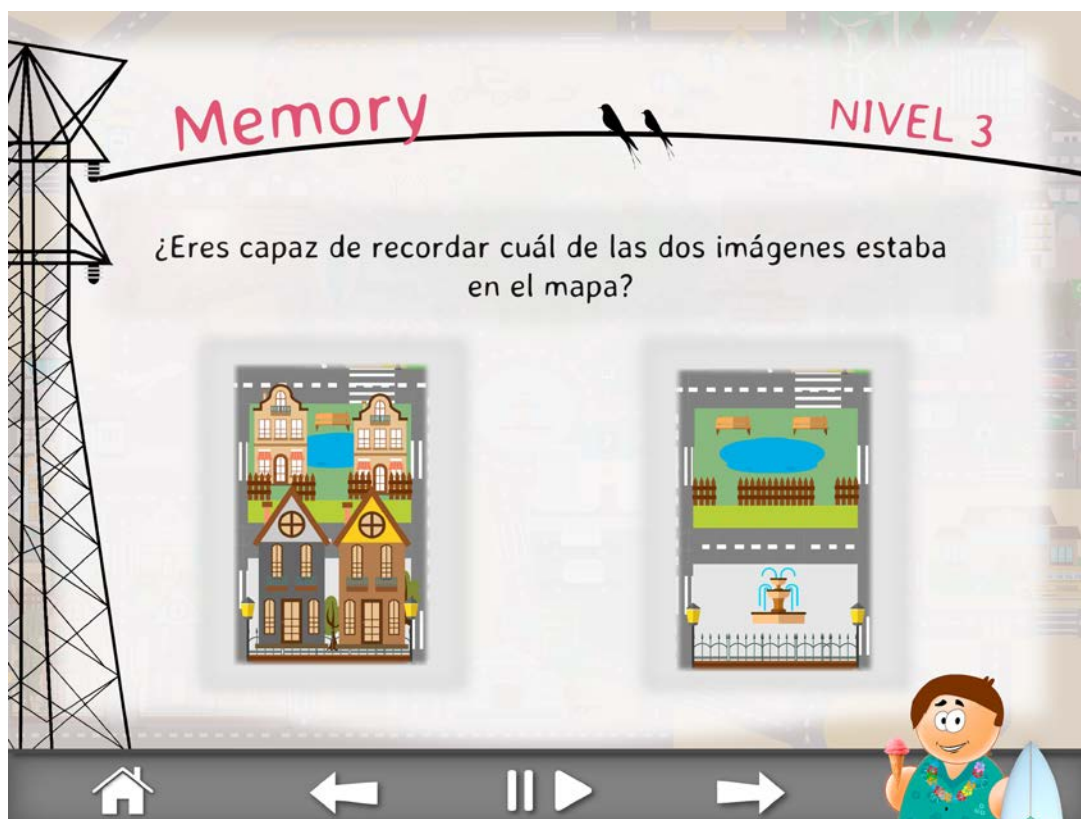 Memory
NIVEL 3
¿Eres capaz de recordar cuál de las dos imágenes estaba
en el mapa?